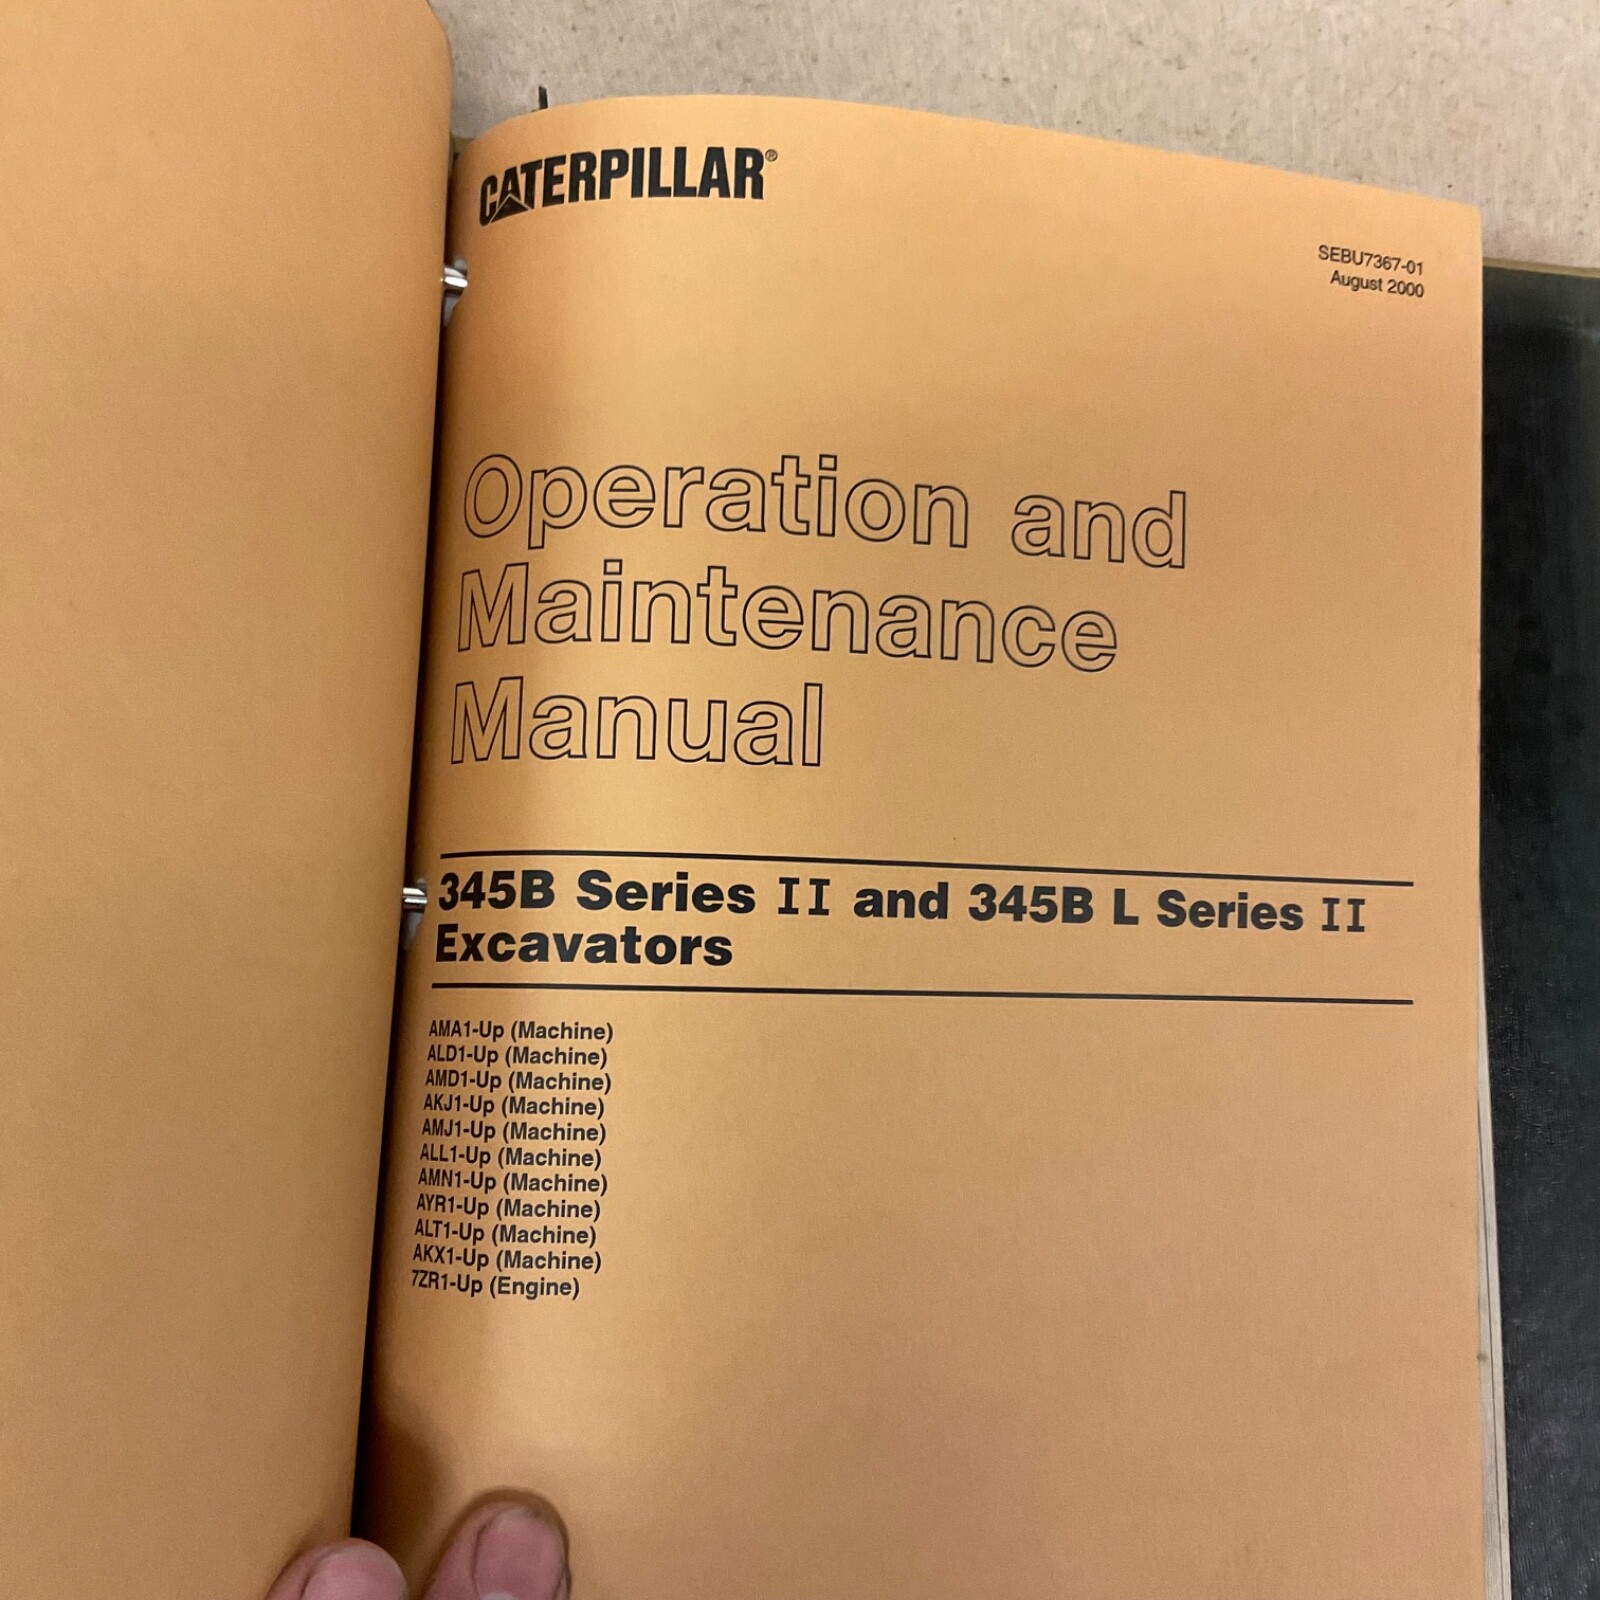 CATERPILLAR®
SEBU7367-01
August 2000
Operation and
Maintenance
Manual
345B Series II and 345B L Series II
Excavators
AMA1-Up (Machine)
ALD1-Up (Machine)
AMD1-Up (Machine)
AKJ1-Up (Machine)
AMJ1-Up (Machine)
ALL1-Up (Machine)
AMN1-Up (Machine)
AYR1-Up (Machine)
ALT1-Up (Machine)
AKX1-Up (Machine)
7ZR1-Up (Engine)